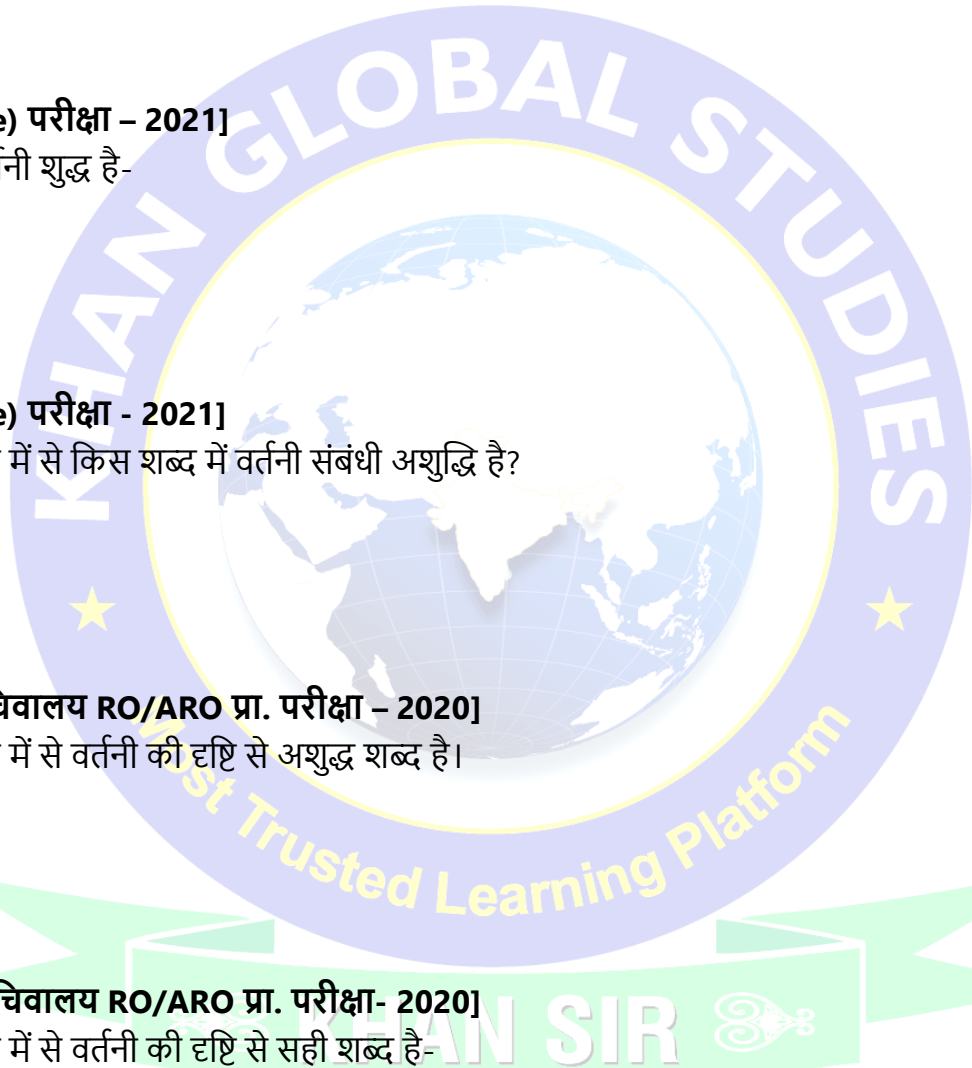 e) परीक्षा – 2021]
र्तनी शुद्ध है-
e) परीक्षा - 2021]
में से किस शब्द में वर्तनी संबंधी अशुद्धि है?
चिवालय RO/ARO प्रा. परीक्षा – 2020]
में से वर्तनी की दृष्टि से अशुद्ध शब्द है।
चिवालय RO/ARO प्रा. परीक्षा- 2020]
में से वर्तनी की दृष्टि से सही शब्द है-
KHAN GLOBAL STUDIES
Most Trusted Learning Platform
KHAN SIR